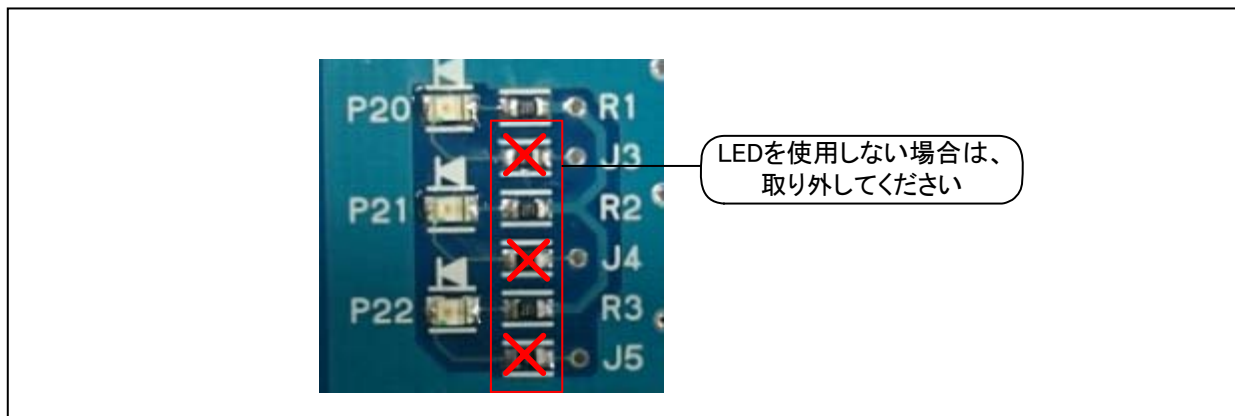 P20
R1
J3
P21
R2
J4
P22
R3
J5
LEDを使用しない場合は、
取り外してください